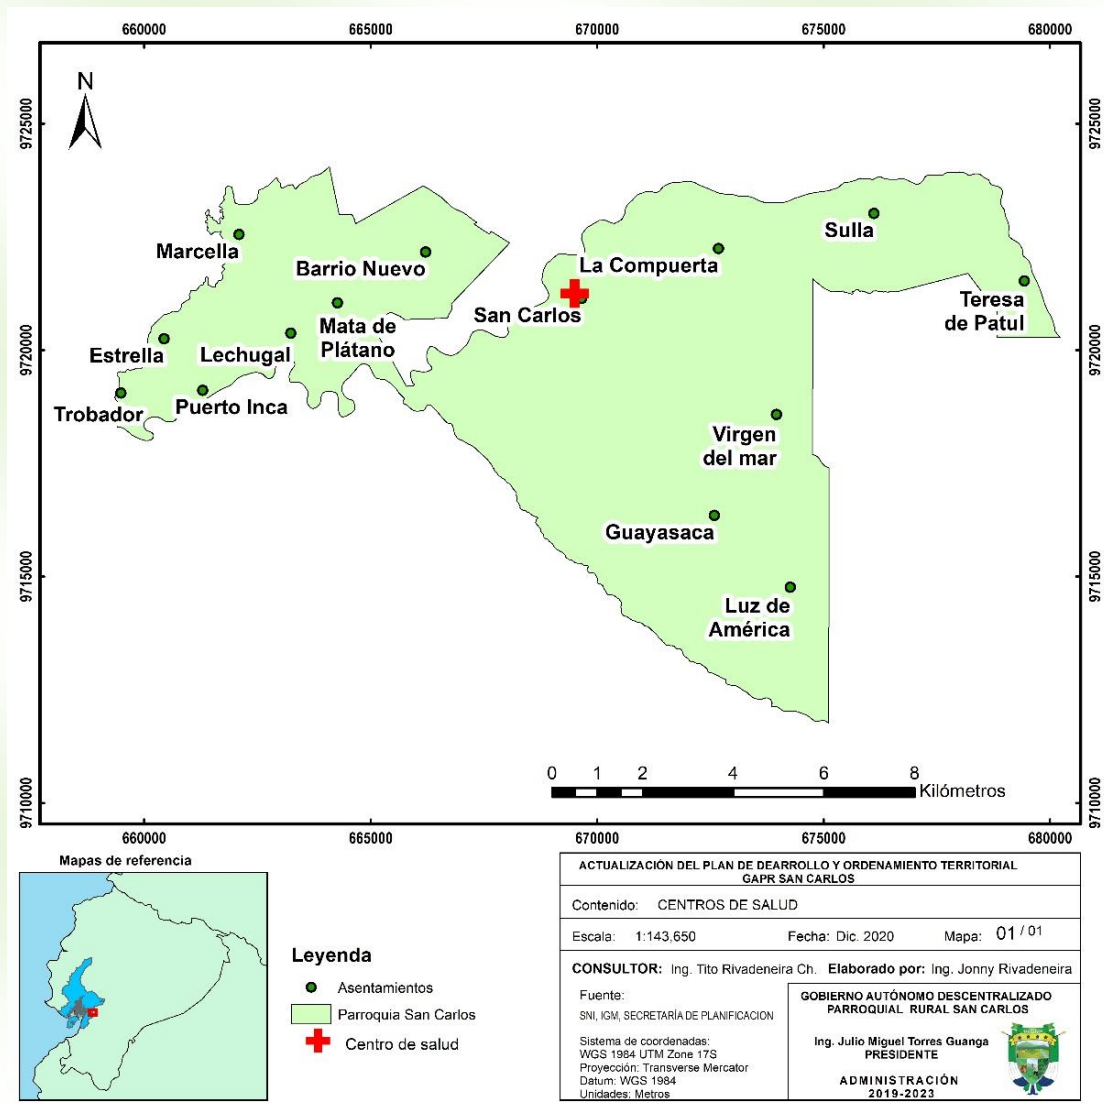 660000
665000
670000
675000
680000
N
9725000
9725000
Marcella
Barrio Nuevo
La Compuerta
Sulla
San Carlos
Teresa
de Patul
Mata de
Plátano
Estrella
Lechugal
9720000
9720000
Trobador
Puerto Inca
Virgen
del mar
Guayasaca
9715000
9715000
Luz de
América
0 1 2 4 6 8
Kilómetros
9710000
9710000
660000
665000
670000
675000
680000
Mapas de referencia
Leyenda
Asentamientos
Parroquia San Carlos
Centro de salud
ACTUALIZACIÓN DEL PLAN DE DEARROLLO Y ORDENAMIENTO TERRITORIAL
GAPR SAN CARLOS
Contenido: CENTROS DE SALUD
Escala: 1:143,650 Fecha: Dic. 2020 Mapa: 01 / 01
CONSULTOR: Ing. Tito Rivadeneira Ch. Elaborado por: Ing. Jonny Rivadeneira
Fuente:
SNI, IGM, SECRETARÍA DE PLANIFICACION
Sistema de coordenadas:
WGS 1984 UTM Zone 17S
Proyección: Transverse Mercator
Datum: WGS 1984
Unidades: Metros
GOBIERNO AUTÓNOMO DESCENTRALIZADO
PARROQUIAL RURAL SAN CARLOS
Ing. Julio Miguel Torres Guanga
PRESIDENTE
ADMINISTRACIÓN
2019-2023